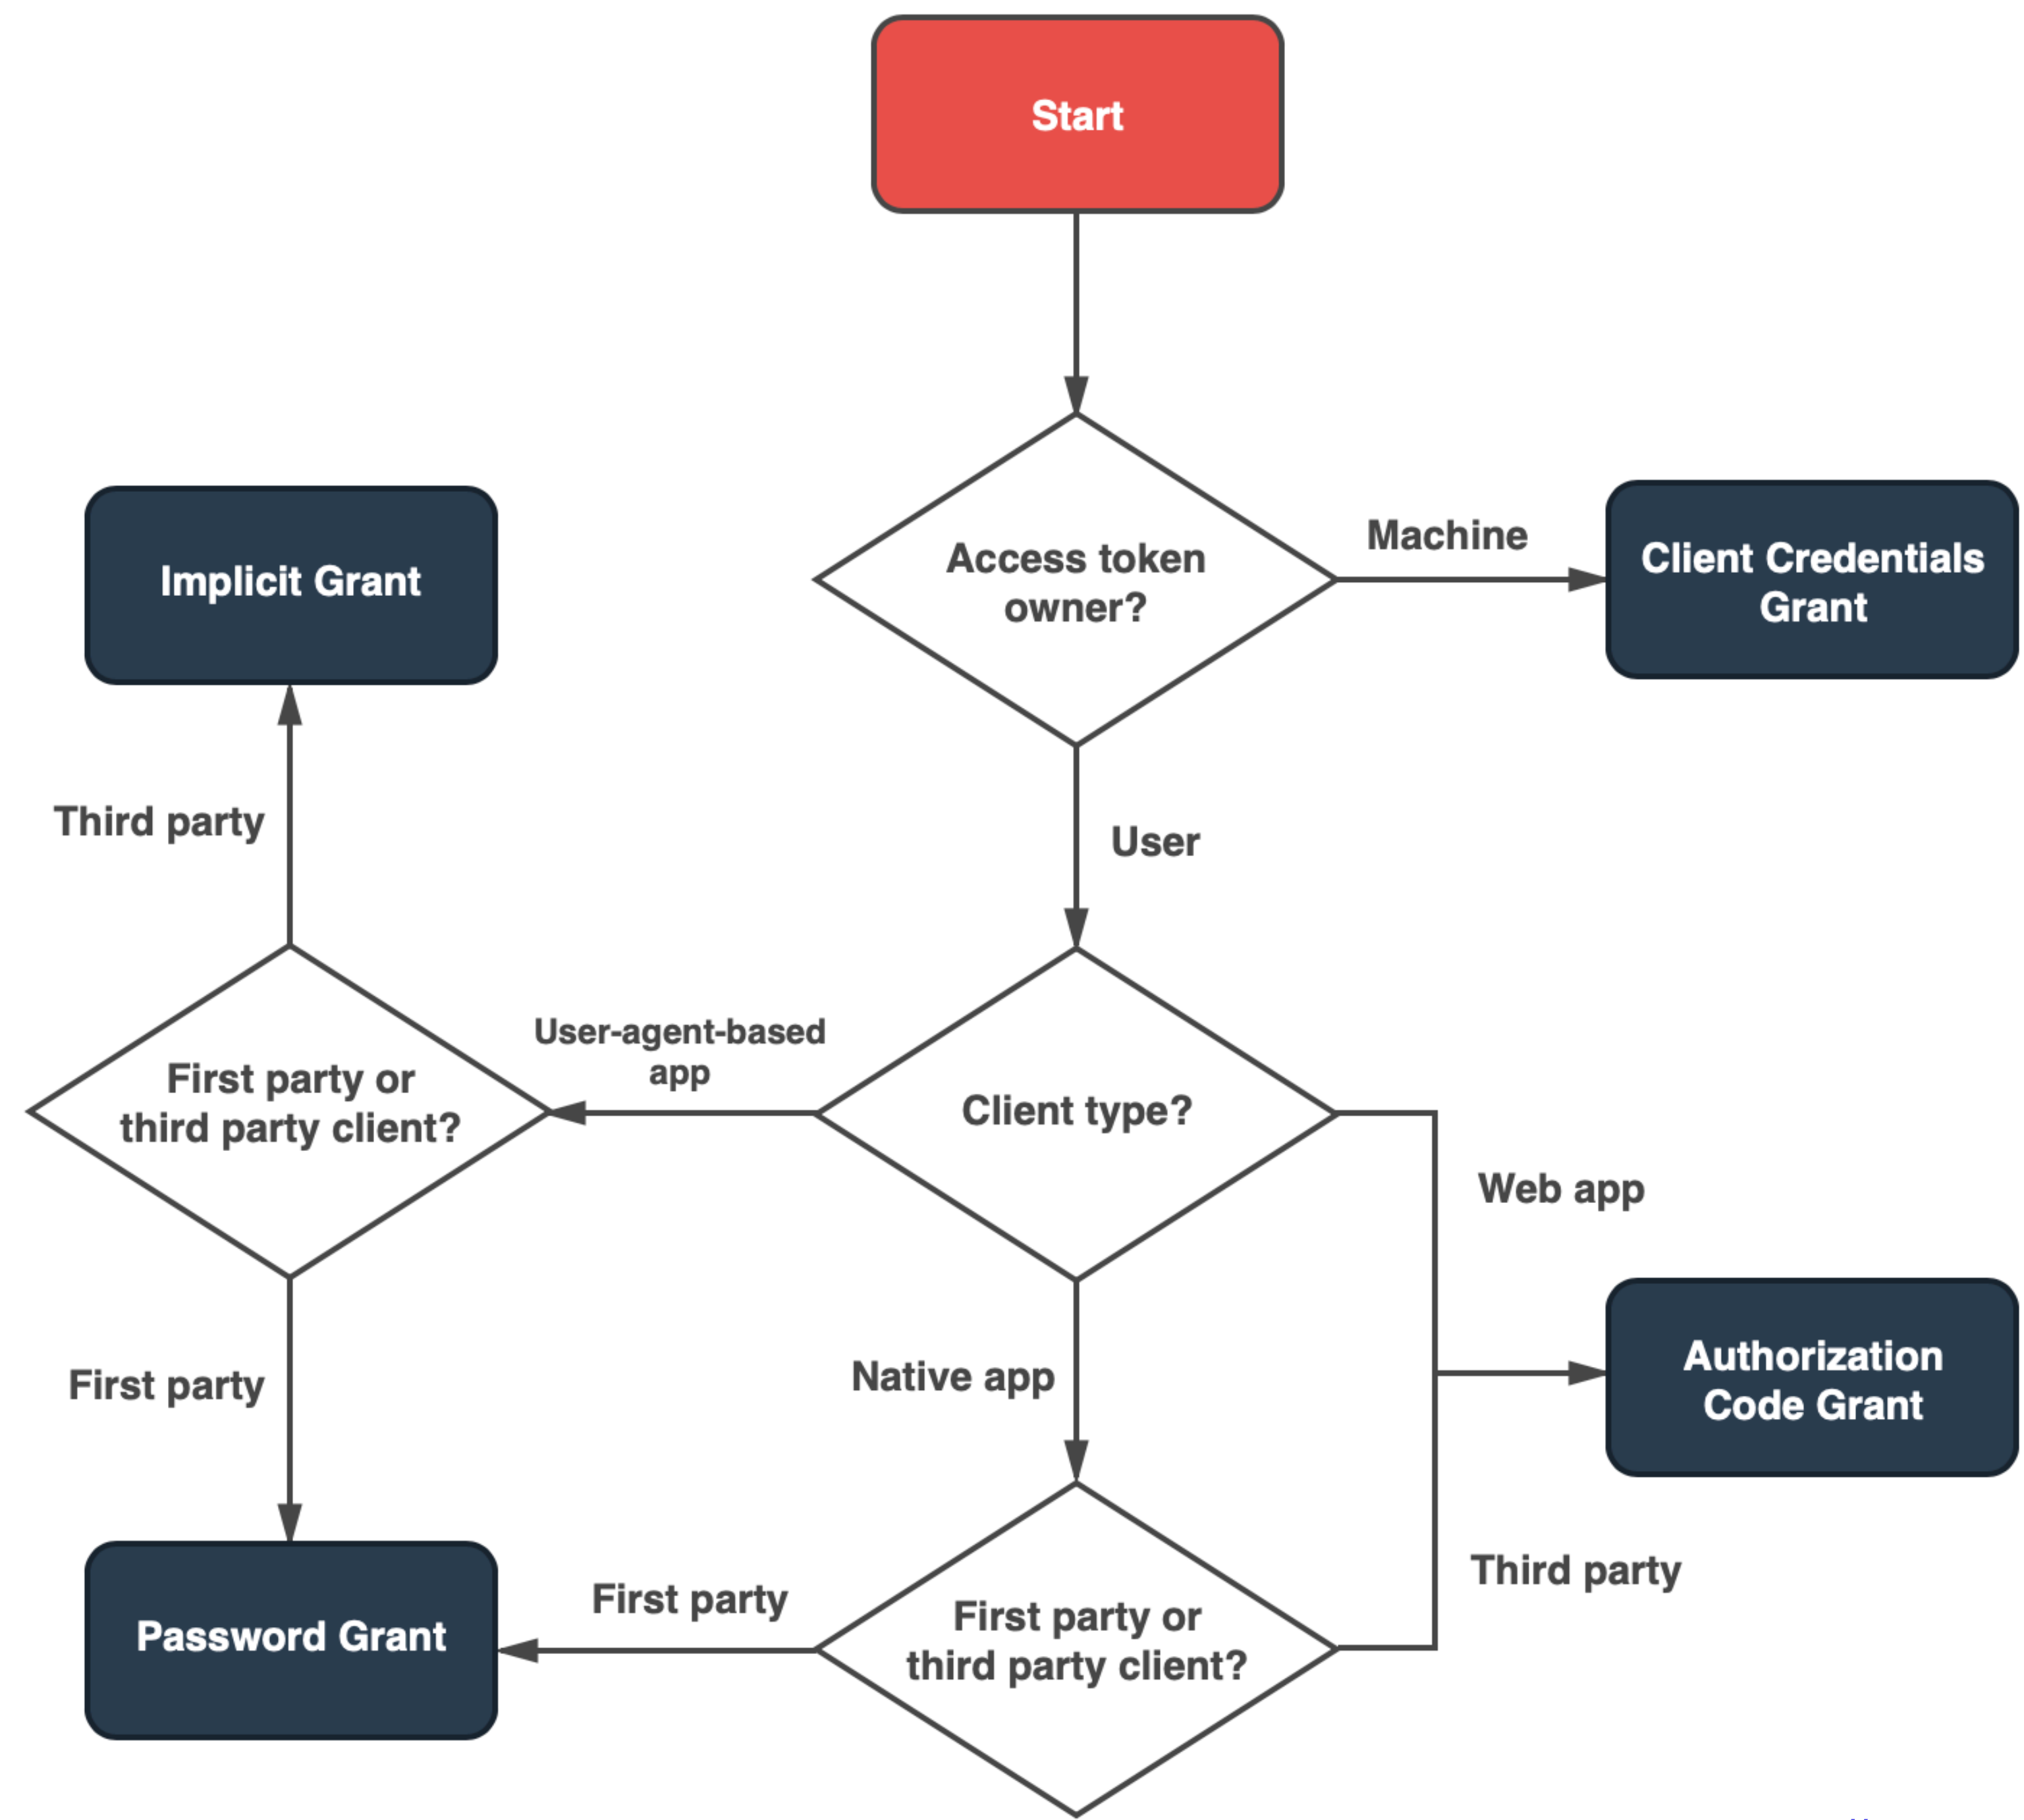 Start
Access token
owner?
Machine
Client Credentials
Grant
Implicit Grant
Third party
User
First party or
third party client?
User-agent-based
app
Client type?
Web app
Authorization
Code Grant
First party
Native app
Password Grant
First party
First party or
third party client?
Third party